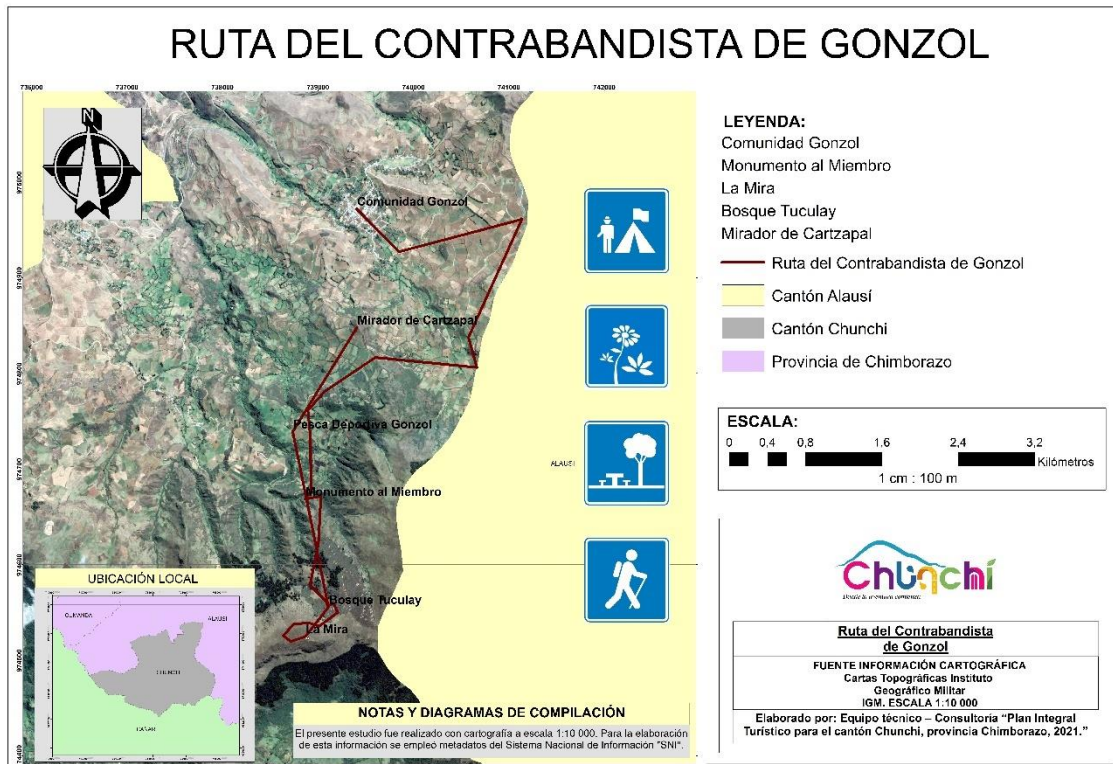 RUTA DEL CONTRABANDISTA DE GONZOL
736000 737000 738000 739000 740000 741000 742000
N
Comunidad Gonzol
Mirador de Cartzapal
Pesca Deportiva Gonzol
Monumento al Miembro
Bosque Tuculay
La Mira
ALAUSÍ
LEYENDA:
Comunidad Gonzol
Monumento al Miembro
La Mira
Bosque Tuculay
Mirador de Cartzapal
Ruta del Contrabandista de Gonzol
Cantón Alausí
Cantón Chunchi
Provincia de Chimborazo
ESCALA:
0 0,4 0,8 1,6 2,4 3,2
Kilómetros
1 cm : 100 m
UBICACIÓN LOCAL
ALAUSI
CHUNCHI
CAÑAR
NOTAS Y DIAGRAMAS DE COMPILACIÓN
El presente estudio fue realizado con cartografía a escala 1:10 000. Para la elaboración
de esta información se empleó metadatos del Sistema Nacional de Información "SNI".
Chunchi
Ruta del Contrabandista
de Gonzol
FUENTE INFORMACIÓN CARTOGRÁFICA
Cartas Topográficas Instituto
Geográfico Militar
IGM. ESCALA 1:10 000
Elaborado por: Equipo técnico – Consultoría "Plan Integral
Turístico para el cantón Chunchi, provincia Chimborazo, 2021."